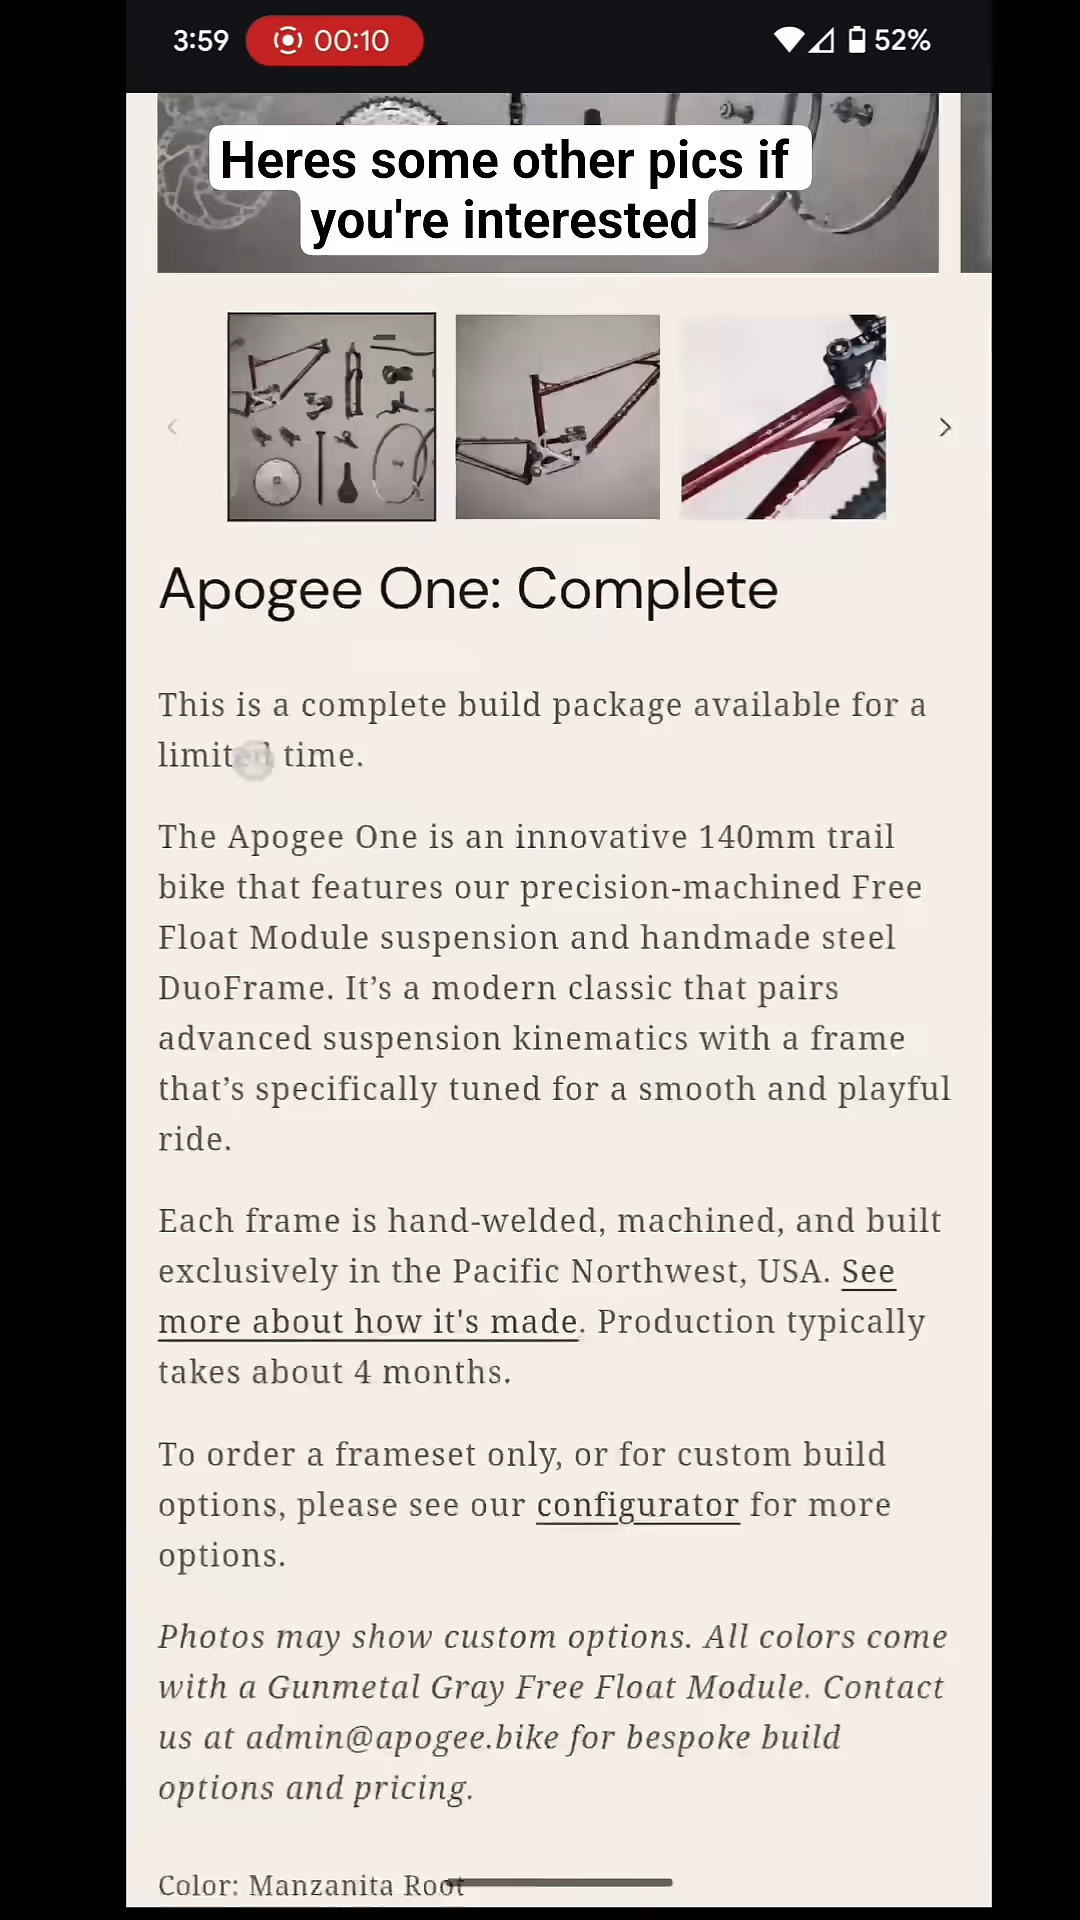 3:59
00:10
52%
Heres some other pics if
you're interested
Apogee One: Complete
This is a complete build package available for a
limited time.
The Apogee One is an innovative 140mm trail
bike that features our precision-machined Free
Float Module suspension and handmade steel
DuoFrame. It’s a modern classic that pairs
advanced suspension kinematics with a frame
that’s specifically tuned for a smooth and playful
ride.
Each frame is hand-welded, machined, and built
exclusively in the Pacific Northwest, USA. See
more about how it's made. Production typically
takes about 4 months.
To order a frameset only, or for custom build
options, please see our configurator for more
options.
Photos may show custom options. All colors come
with a Gunmetal Gray Free Float Module. Contact
us at admin@apogee.bike for bespoke build
options and pricing.
Color: Manzanita Root